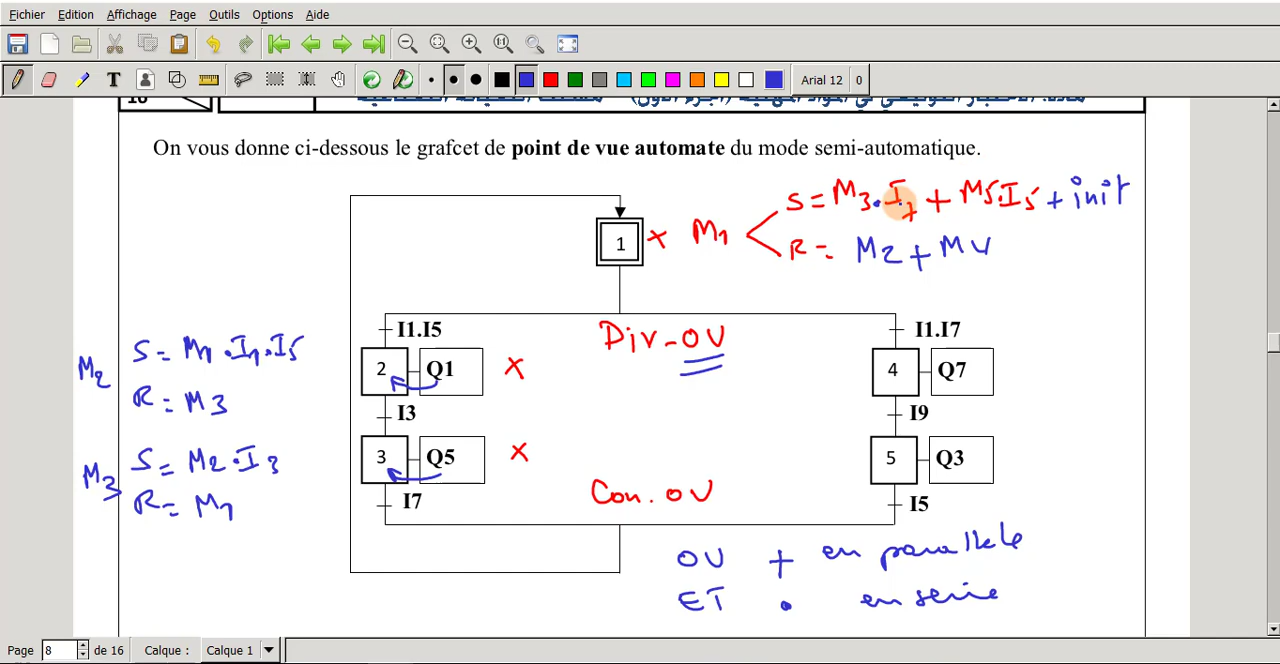 Fichier Edition Affichage Page Outils Options Aide
Arial 12 0
On vous donne ci-dessous le grafcet de point de vue automate du mode semi-automatique.
S = M3.I7 + M5.I5 + init
1 x M1
R = M2 + M4
I1.I5 Div-OU I1.I7
M2 S = M1.I1.I5
2 Q1 x 4 Q7
R = M3
I3 I9
M3 S = M2.I3
3 Q5 x 5 Q3
R = M1
I7 Con.OU I5
OU + en parallele
ET . en serie
Page 8 de 16 Calque : Calque 1